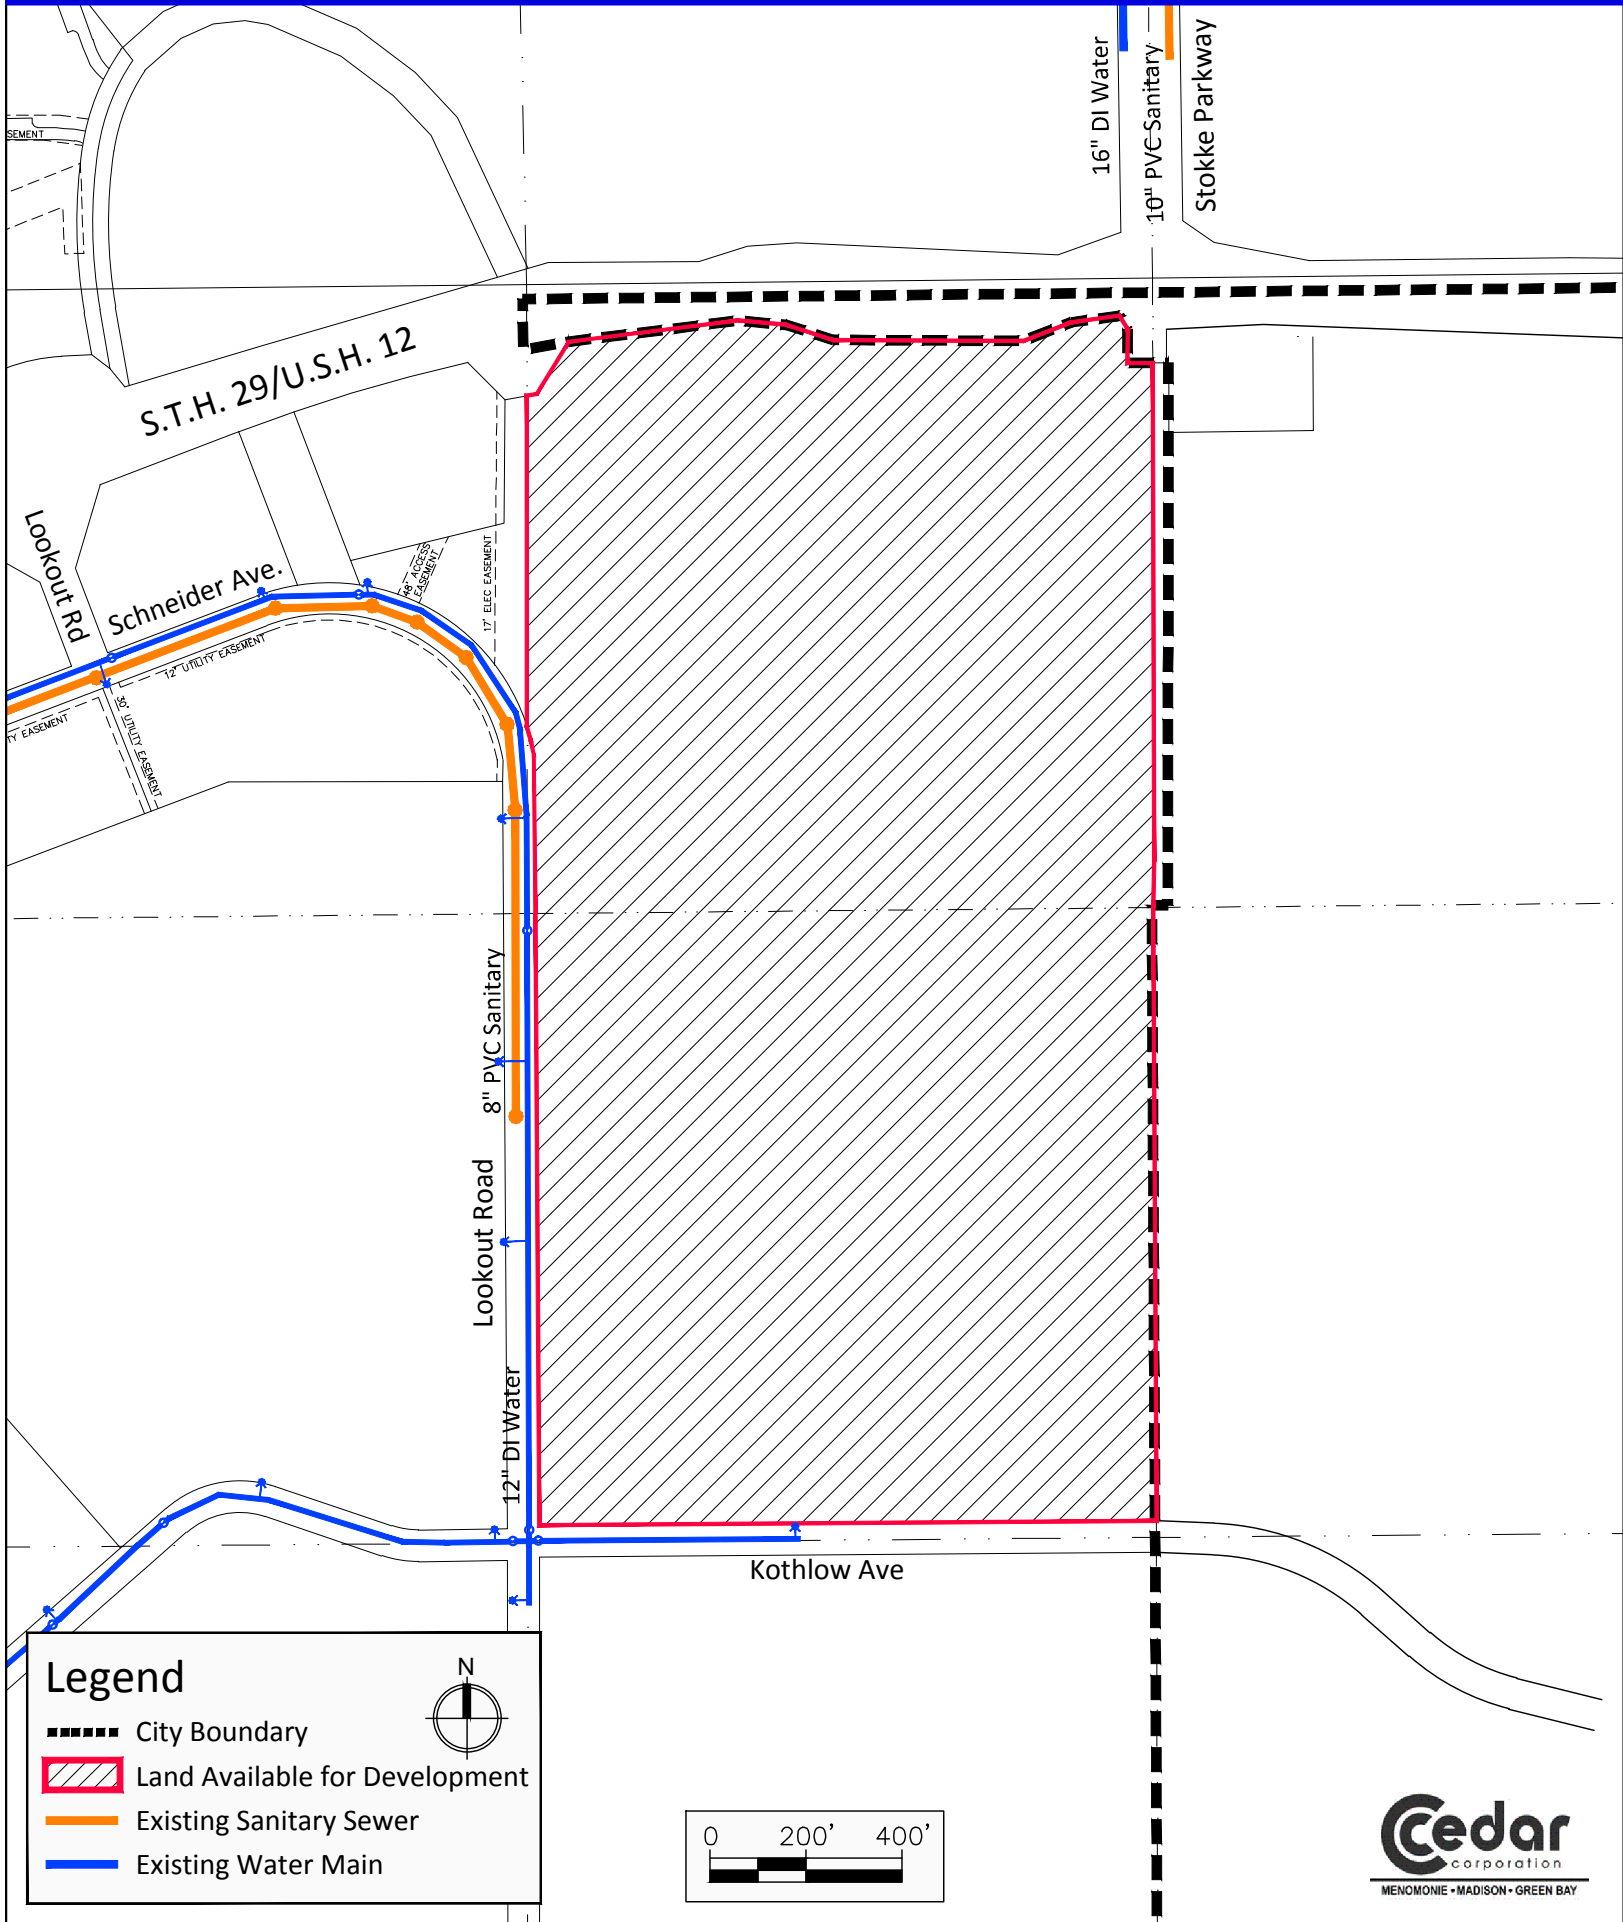 SEMENT
16" DI Water
10" PVC Sanitary
Stokke Parkway
S.T.H. 29/U.S.H. 12
Lookout Rd
Schneider Ave.
48' ACCESS
EASEMENT
17' ELEC EASEMENT
12' UTILITY EASEMENT
30' UTILITY EASEMENT
TY EASEMENT
8" PVC Sanitary
Lookout Road
12" DI Water
Kothlow Ave
Legend
N
City Boundary
Land Available for Development
Existing Sanitary Sewer
Existing Water Main
0 200' 400'
Cedar
corporation
MENOMONIE • MADISON • GREEN BAY